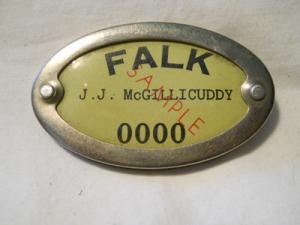 FALK
SAMPLE
J.J. McGILLICUDDY
0000